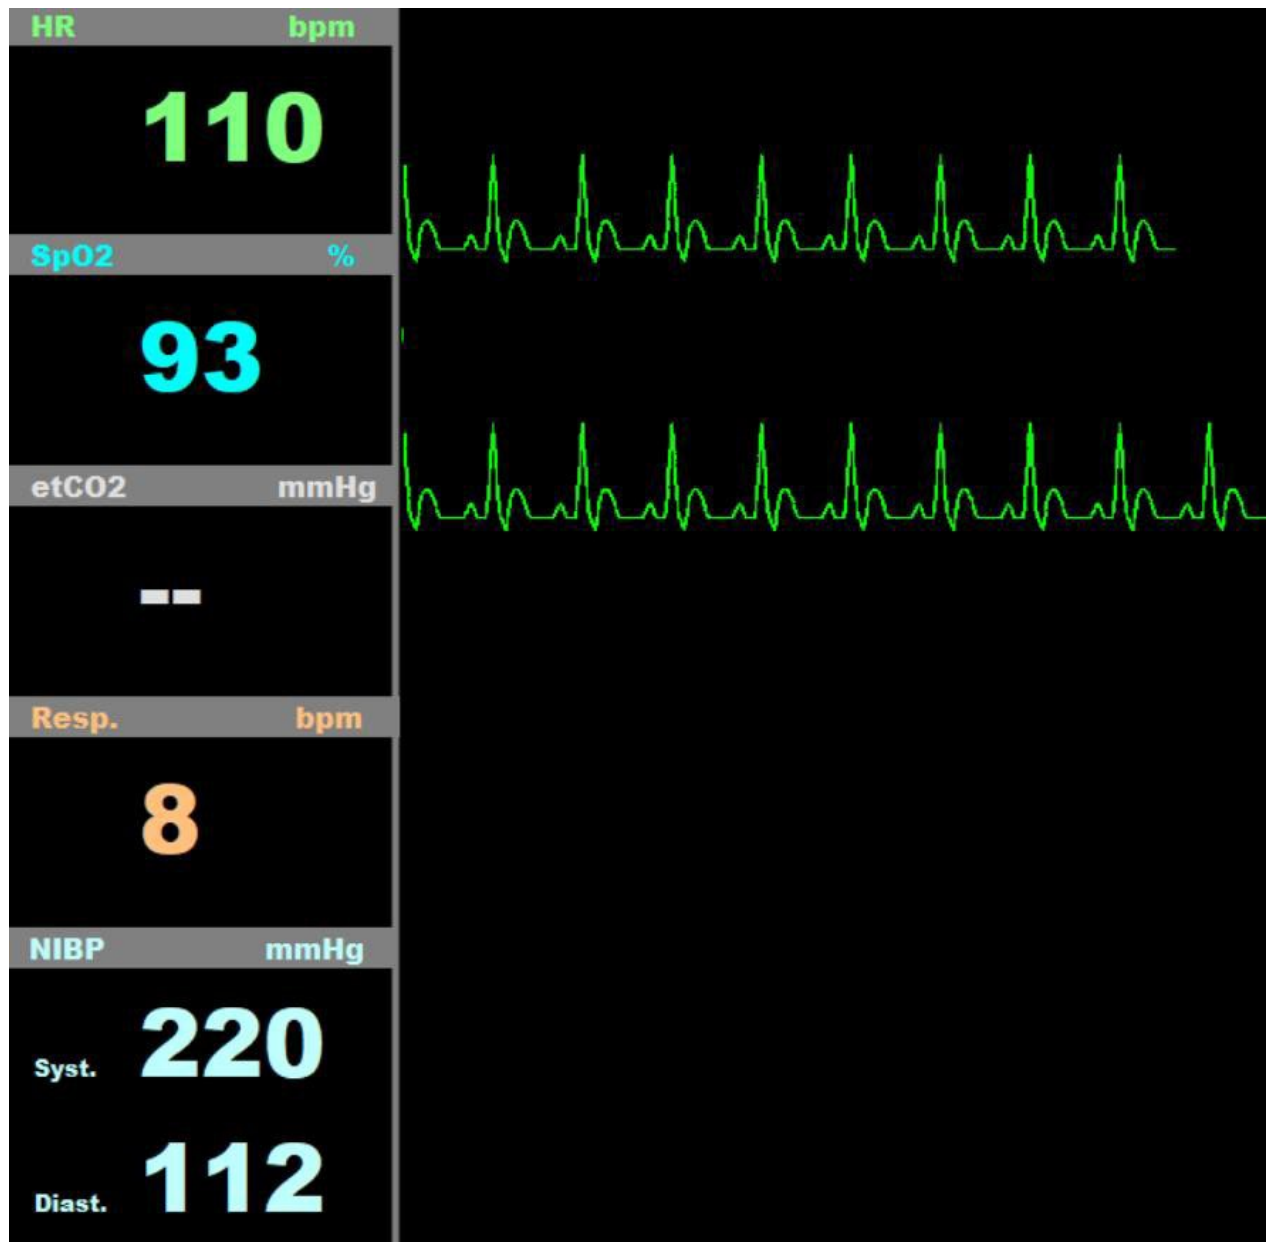 HR bpm
110
SpO2 %
93
etCO2 mmHg
--
Resp. bpm
8
NIBP mmHg
Syst. 220
Diast. 112